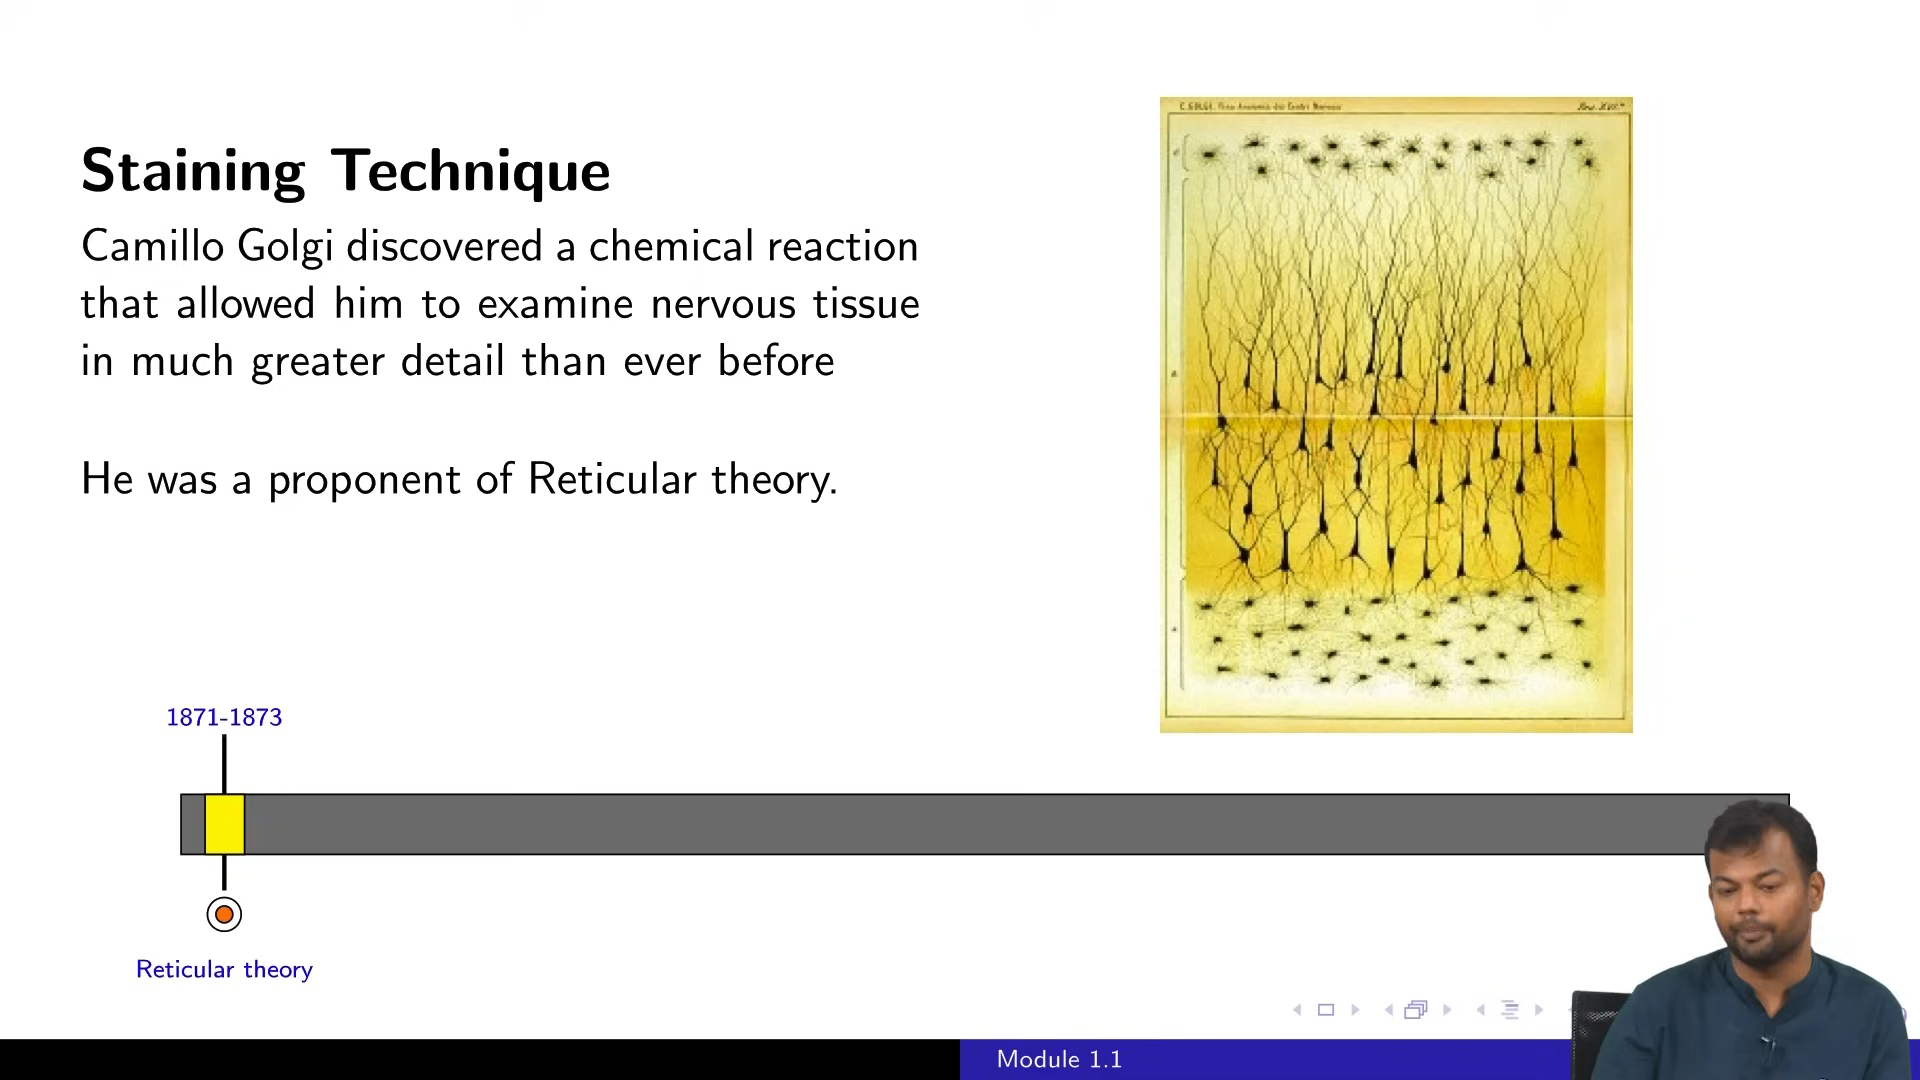 Staining Technique
Camillo Golgi discovered a chemical reaction
that allowed him to examine nervous tissue
in much greater detail than ever before
He was a proponent of Reticular theory.
1871-1873
Reticular theory
Module 1.1